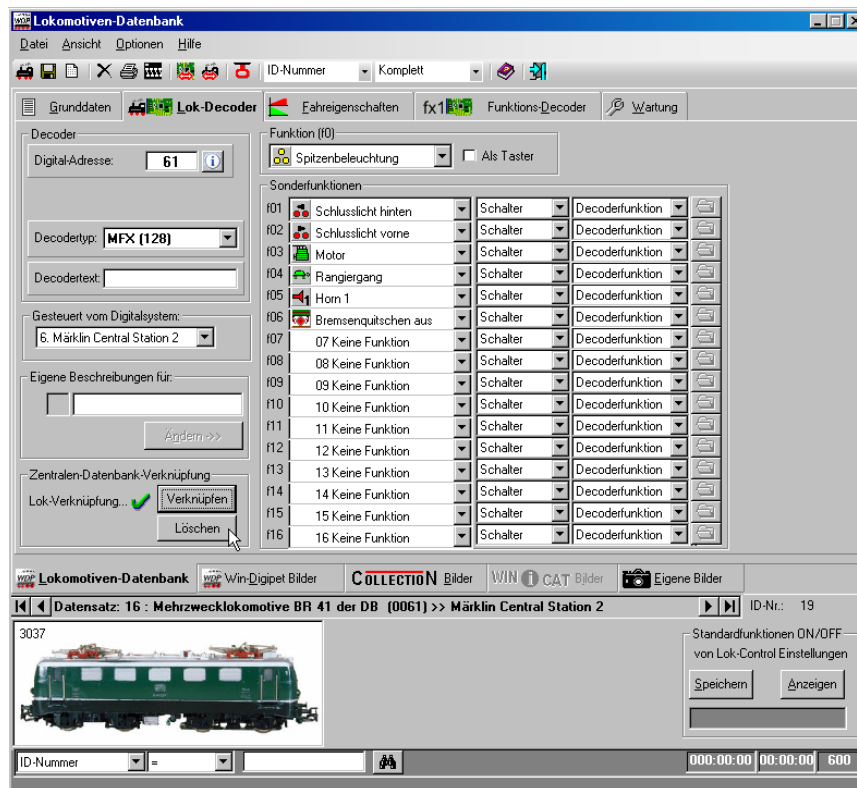 Lokomotiven-Datenbank
Datei Ansicht Optionen Hilfe
ID-Nummer Komplett
Grunddaten Lok-Decoder Fahreigenschaften fx1 Funktions-Decoder Wartung
Decoder
Digital-Adresse: 61
Decodertyp: MFX (128)
Decodertext:
Gesteuert vom Digitalsystem:
6. Märklin Central Station 2
Eigene Beschreibungen für:
Ändern ->>
Zentralen-Datenbank-Verknüpfung
Lok-Verknüpfung... Verknüpfen
Löschen
Funktion (f0)
Spitzenbeleuchtung Als Taster
Sonderfunktionen
f01 Schlusslicht hinten Schalter Decoderfunktion
f02 Schlusslicht vorne Schalter Decoderfunktion
f03 Motor Schalter Decoderfunktion
f04 Rangiergang Schalter Decoderfunktion
f05 Horn 1 Schalter Decoderfunktion
f06 Bremsenquitschen aus Schalter Decoderfunktion
f07 07 Keine Funktion Schalter Decoderfunktion
f08 08 Keine Funktion Schalter Decoderfunktion
f09 09 Keine Funktion Schalter Decoderfunktion
f10 10 Keine Funktion Schalter Decoderfunktion
f11 11 Keine Funktion Schalter Decoderfunktion
f12 12 Keine Funktion Schalter Decoderfunktion
f13 13 Keine Funktion Schalter Decoderfunktion
f14 14 Keine Funktion Schalter Decoderfunktion
f15 15 Keine Funktion Schalter Decoderfunktion
f16 16 Keine Funktion Schalter Decoderfunktion
WDP Lokomotiven-Datenbank WDP Win-Digipet Bilder COLLECTION Bilder WIN i CAT Bilder Eigene Bilder
Datensatz: 16 : Mehrzwecklokomotive BR 41 der DB (0061) >> Märklin Central Station 2 ID-Nr.: 19
3037
Standardfunktionen ON/OFF
von Lok-Control Einstellungen
Speichern Anzeigen
ID-Nummer = 000:00:00 00:00:00 600